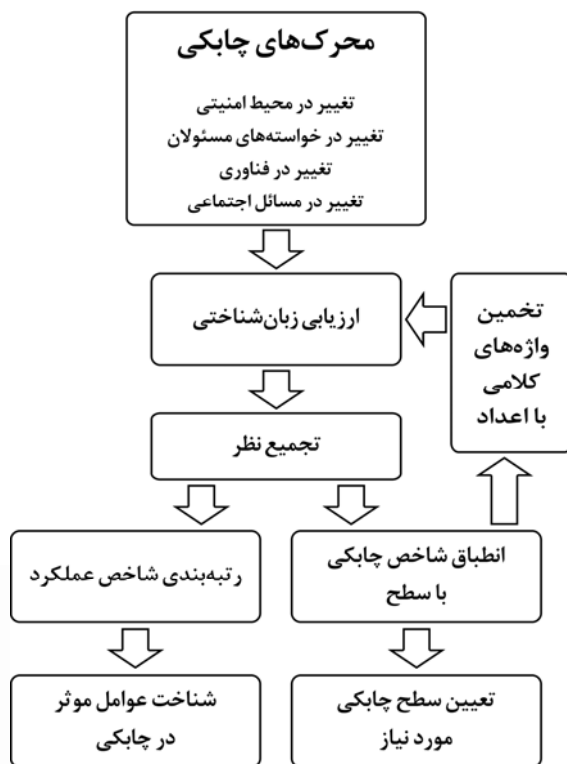 محرک‌های چابکی
تغییر در محیط امنیتی
تغییر در خواسته‌های مسئولان
تغییر در فناوری
تغییر در مسائل اجتماعی
ارزیابی زبان‌شناختی
تخمین
واژه‌های
کلامی
با اعداد
تجمیع نظر
انطباق شاخص چابکی
با سطح
رتبه‌بندی شاخص عملکرد
تعیین سطح چابکی
مورد نیاز
شناخت عوامل موثر
در چابکی